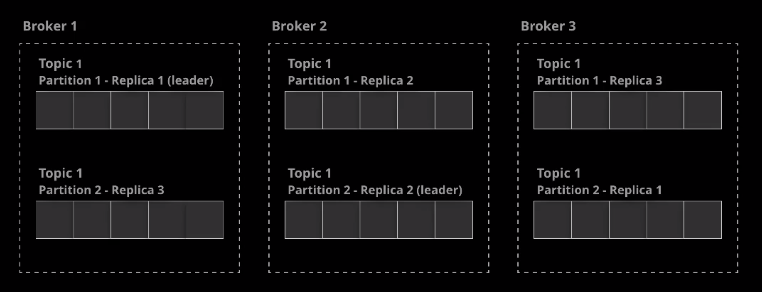 Broker 1
Topic 1
Partition 1 - Replica 1 (leader)
Topic 1
Partition 2 - Replica 3
Broker 2
Topic 1
Partition 1 - Replica 2
Topic 1
Partition 2 - Replica 2 (leader)
Broker 3
Topic 1
Partition 1 - Replica 3
Topic 1
Partition 2 - Replica 1